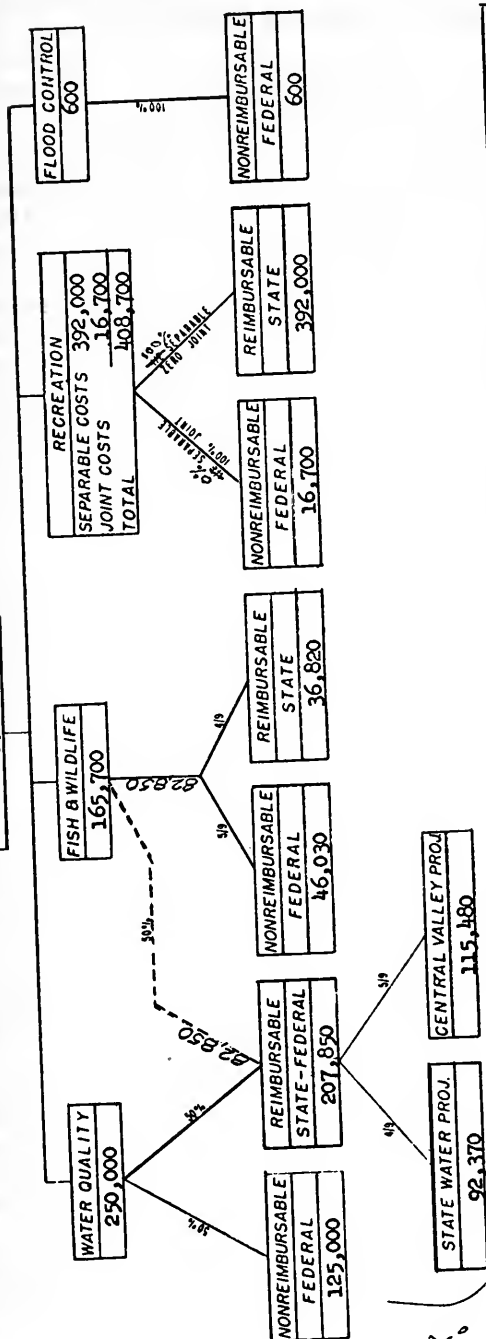 WATER QUALITY
250,000
FISH & WILDLIFE
165,700
RECREATION
SEPARABLE COSTS 392,000
JOINT COSTS 16,700
TOTAL 408,700
FLOOD CONTROL
600
50%
50%
82,850
50%
82,850
5/9
4/9
0%
SEPARABLE
100% JOINT
100%
SEPARABLE
ZERO JOINT
100%
NONREIMBURSABLE
FEDERAL
125,000
REIMBURSABLE
STATE-FEDERAL
207,850
NONREIMBURSABLE
FEDERAL
46,030
REIMBURSABLE
STATE
36,820
NONREIMBURSABLE
FEDERAL
16,700
REIMBURSABLE
STATE
392,000
NONREIMBURSABLE
FEDERAL
600
4/9
5/9
STATE WATER PROJ.
92,370
CENTRAL VALLEY PROJ.
115,480